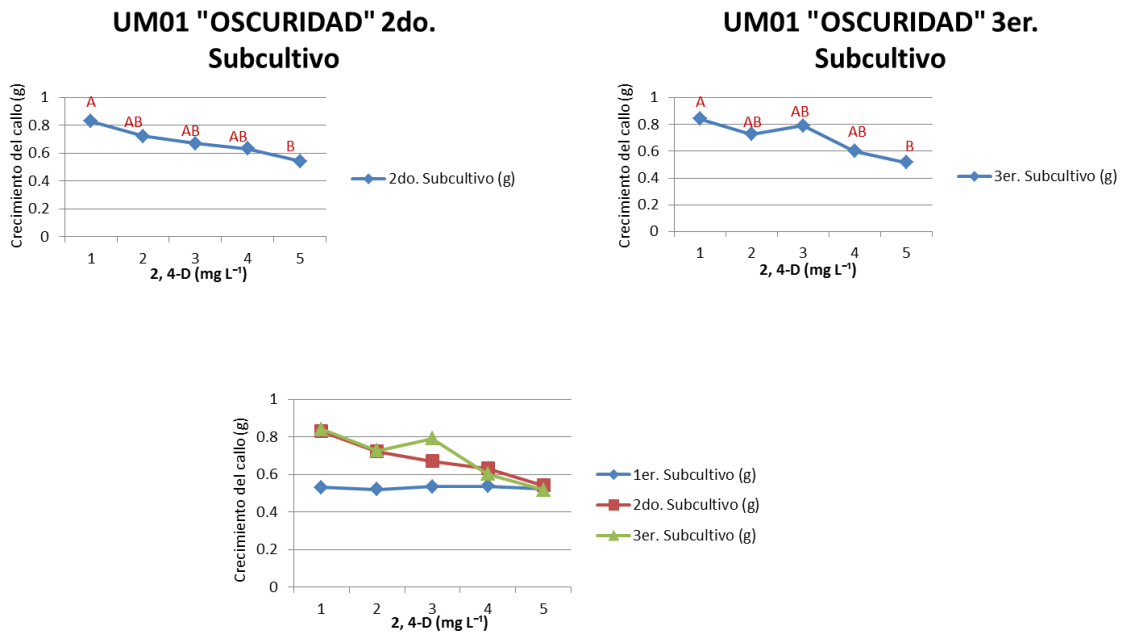 UM01 "OSCURIDAD" 2do.
Subcultivo
Crecimiento del callo (g)
1
0.8
0.6
0.4
0.2
0
A
AB
AB
AB
B
1 2 3 4 5
2, 4-D (mg L⁻¹)
2do. Subcultivo (g)
UM01 "OSCURIDAD" 3er.
Subcultivo
Crecimiento del callo (g)
1
0.8
0.6
0.4
0.2
0
A
AB
AB
AB
B
1 2 3 4 5
2, 4-D (mg L⁻¹)
3er. Subcultivo (g)
Crecimiento del callo (g)
1
0.8
0.6
0.4
0.2
0
1 2 3 4 5
2, 4-D (mg L⁻¹)
1er. Subcultivo (g)
2do. Subcultivo (g)
3er. Subcultivo (g)